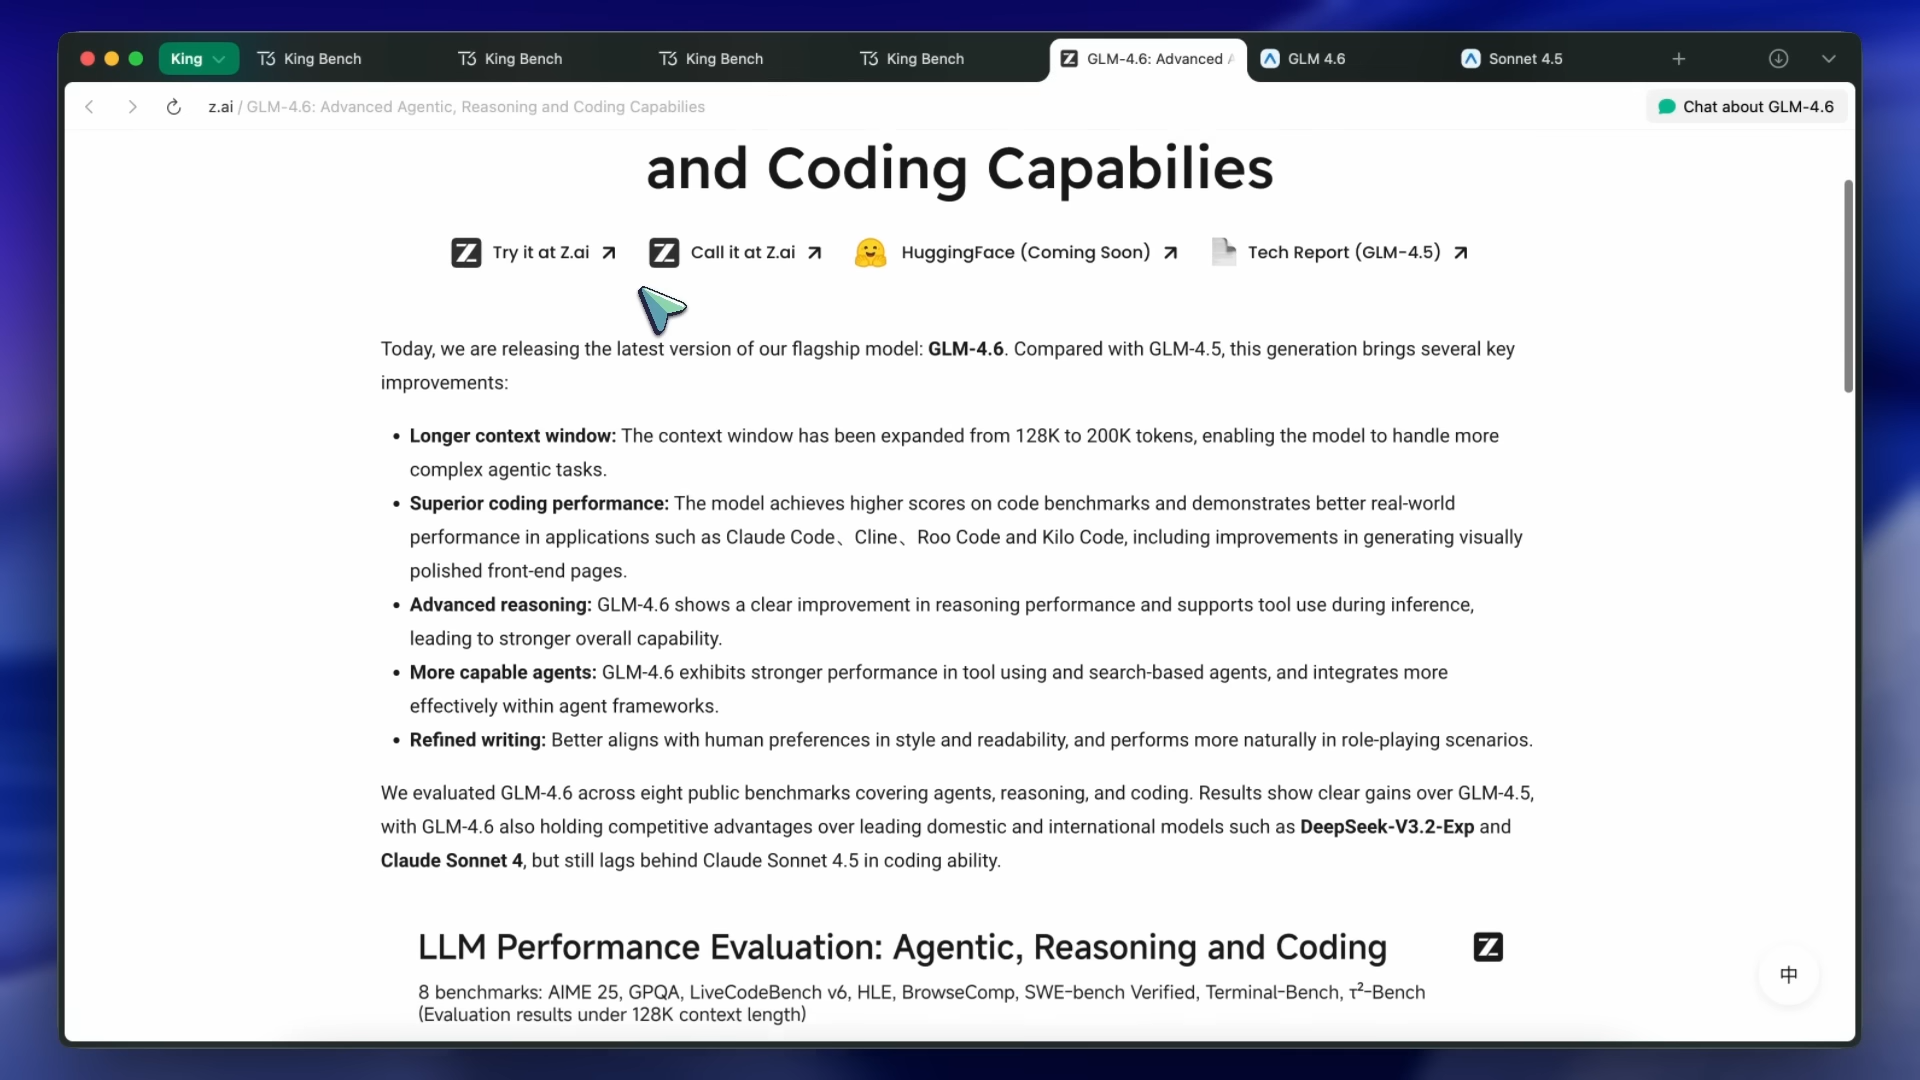 King
King Bench
King Bench
King Bench
King Bench
GLM-4.6: Advanced
GLM 4.6
Sonnet 4.5
z.ai / GLM-4.6: Advanced Agentic, Reasoning and Coding Capabilies
Chat about GLM-4.6
and Coding Capabilies
Try it at Z.ai
Call it at Z.ai
HuggingFace (Coming Soon)
Tech Report (GLM-4.5)
Today, we are releasing the latest version of our flagship model: GLM-4.6. Compared with GLM-4.5, this generation brings several key
improvements:
• Longer context window: The context window has been expanded from 128K to 200K tokens, enabling the model to handle more
complex agentic tasks.
• Superior coding performance: The model achieves higher scores on code benchmarks and demonstrates better real-world
performance in applications such as Claude Code、Cline、Roo Code and Kilo Code, including improvements in generating visually
polished front-end pages.
• Advanced reasoning: GLM-4.6 shows a clear improvement in reasoning performance and supports tool use during inference,
leading to stronger overall capability.
• More capable agents: GLM-4.6 exhibits stronger performance in tool using and search-based agents, and integrates more
effectively within agent frameworks.
• Refined writing: Better aligns with human preferences in style and readability, and performs more naturally in role-playing scenarios.
We evaluated GLM-4.6 across eight public benchmarks covering agents, reasoning, and coding. Results show clear gains over GLM-4.5,
with GLM-4.6 also holding competitive advantages over leading domestic and international models such as DeepSeek-V3.2-Exp and
Claude Sonnet 4, but still lags behind Claude Sonnet 4.5 in coding ability.
LLM Performance Evaluation: Agentic, Reasoning and Coding
8 benchmarks: AIME 25, GPQA, LiveCodeBench v6, HLE, BrowseComp, SWE-bench Verified, Terminal-Bench, τ²-Bench
(Evaluation results under 128K context length)
中